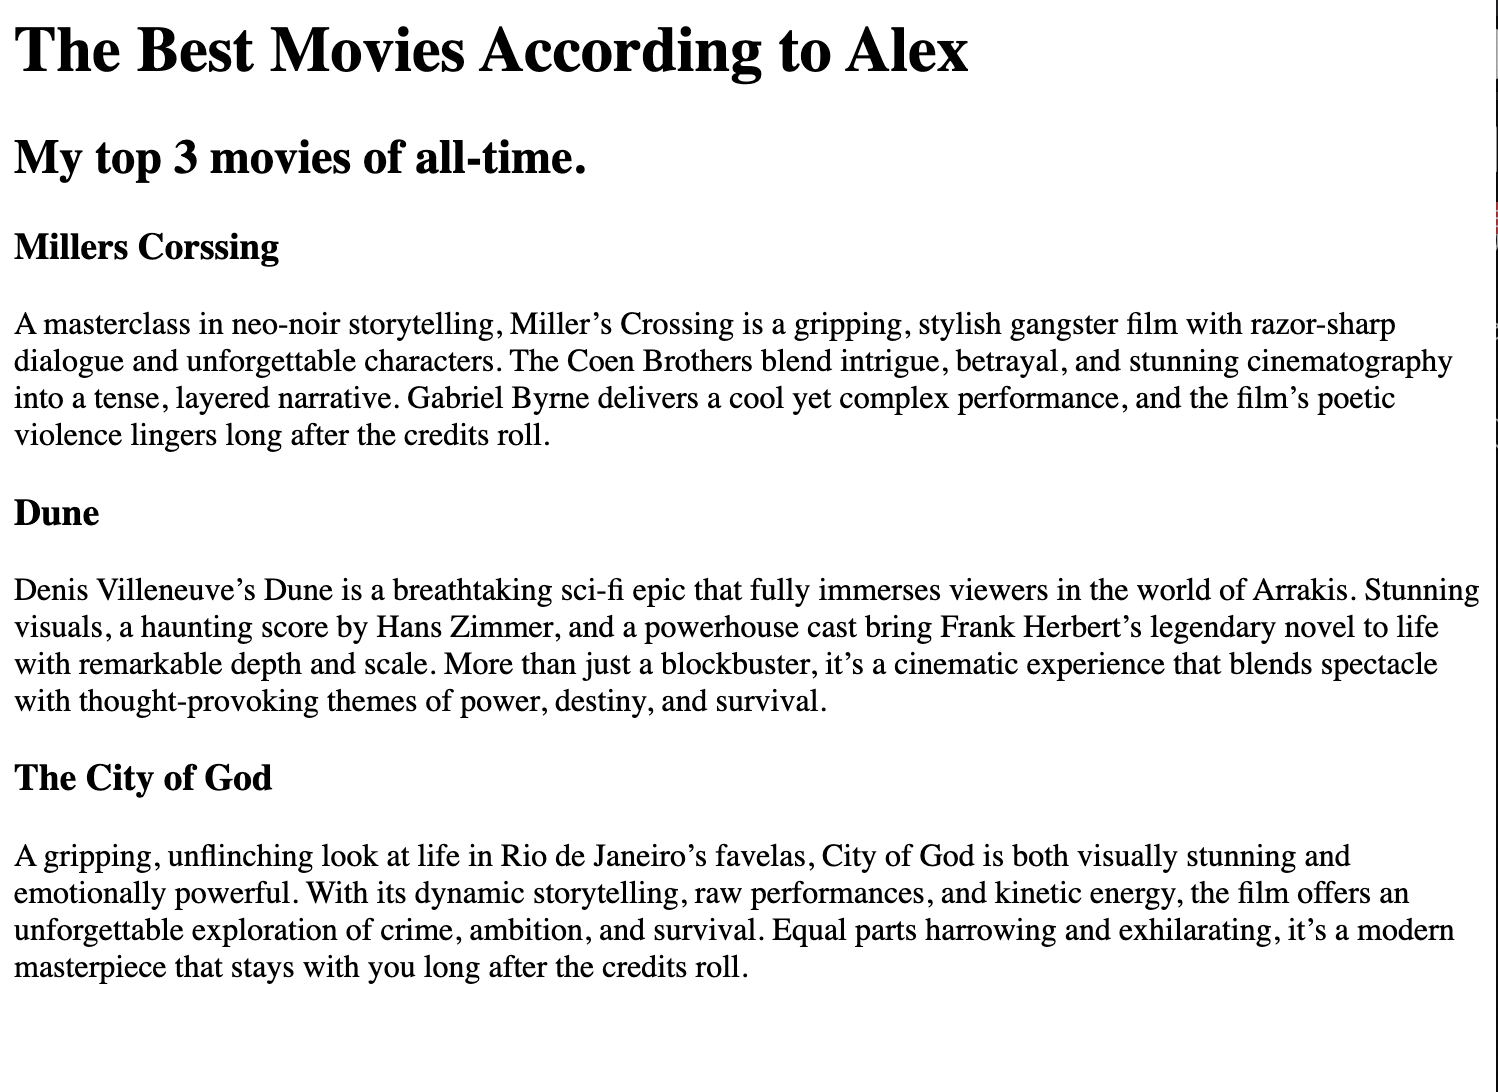 The Best Movies According to Alex
My top 3 movies of all-time.
Millers Corssing
A masterclass in neo-noir storytelling, Miller’s Crossing is a gripping, stylish gangster film with razor-sharp
dialogue and unforgettable characters. The Coen Brothers blend intrigue, betrayal, and stunning cinematography
into a tense, layered narrative. Gabriel Byrne delivers a cool yet complex performance, and the film’s poetic
violence lingers long after the credits roll.
Dune
Denis Villeneuve’s Dune is a breathtaking sci-fi epic that fully immerses viewers in the world of Arrakis. Stunning
visuals, a haunting score by Hans Zimmer, and a powerhouse cast bring Frank Herbert’s legendary novel to life
with remarkable depth and scale. More than just a blockbuster, it’s a cinematic experience that blends spectacle
with thought-provoking themes of power, destiny, and survival.
The City of God
A gripping, unflinching look at life in Rio de Janeiro’s favelas, City of God is both visually stunning and
emotionally powerful. With its dynamic storytelling, raw performances, and kinetic energy, the film offers an
unforgettable exploration of crime, ambition, and survival. Equal parts harrowing and exhilarating, it’s a modern
masterpiece that stays with you long after the credits roll.